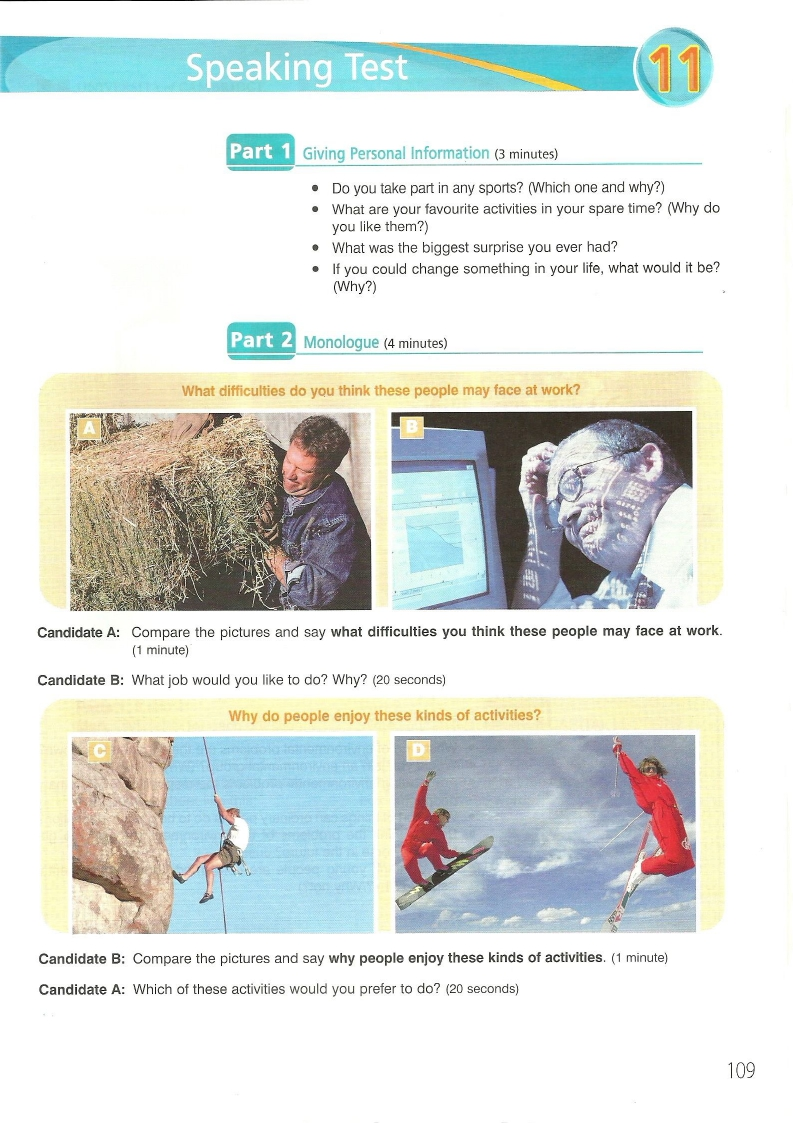 Speaking Test 11
Part 1 Giving Personal Information (3 minutes)
• Do you take part in any sports? (Which one and why?)
• What are your favourite activities in your spare time? (Why do
you like them?)
• What was the biggest surprise you ever had?
• If you could change something in your life, what would it be?
(Why?)
Part 2 Monologue (4 minutes)
What difficulties do you think these people may face at work?
A B
Candidate A: Compare the pictures and say what difficulties you think these people may face at work.
(1 minute)
Candidate B: What job would you like to do? Why? (20 seconds)
Why do people enjoy these kinds of activities?
C D
Candidate B: Compare the pictures and say why people enjoy these kinds of activities. (1 minute)
Candidate A: Which of these activities would you prefer to do? (20 seconds)
109